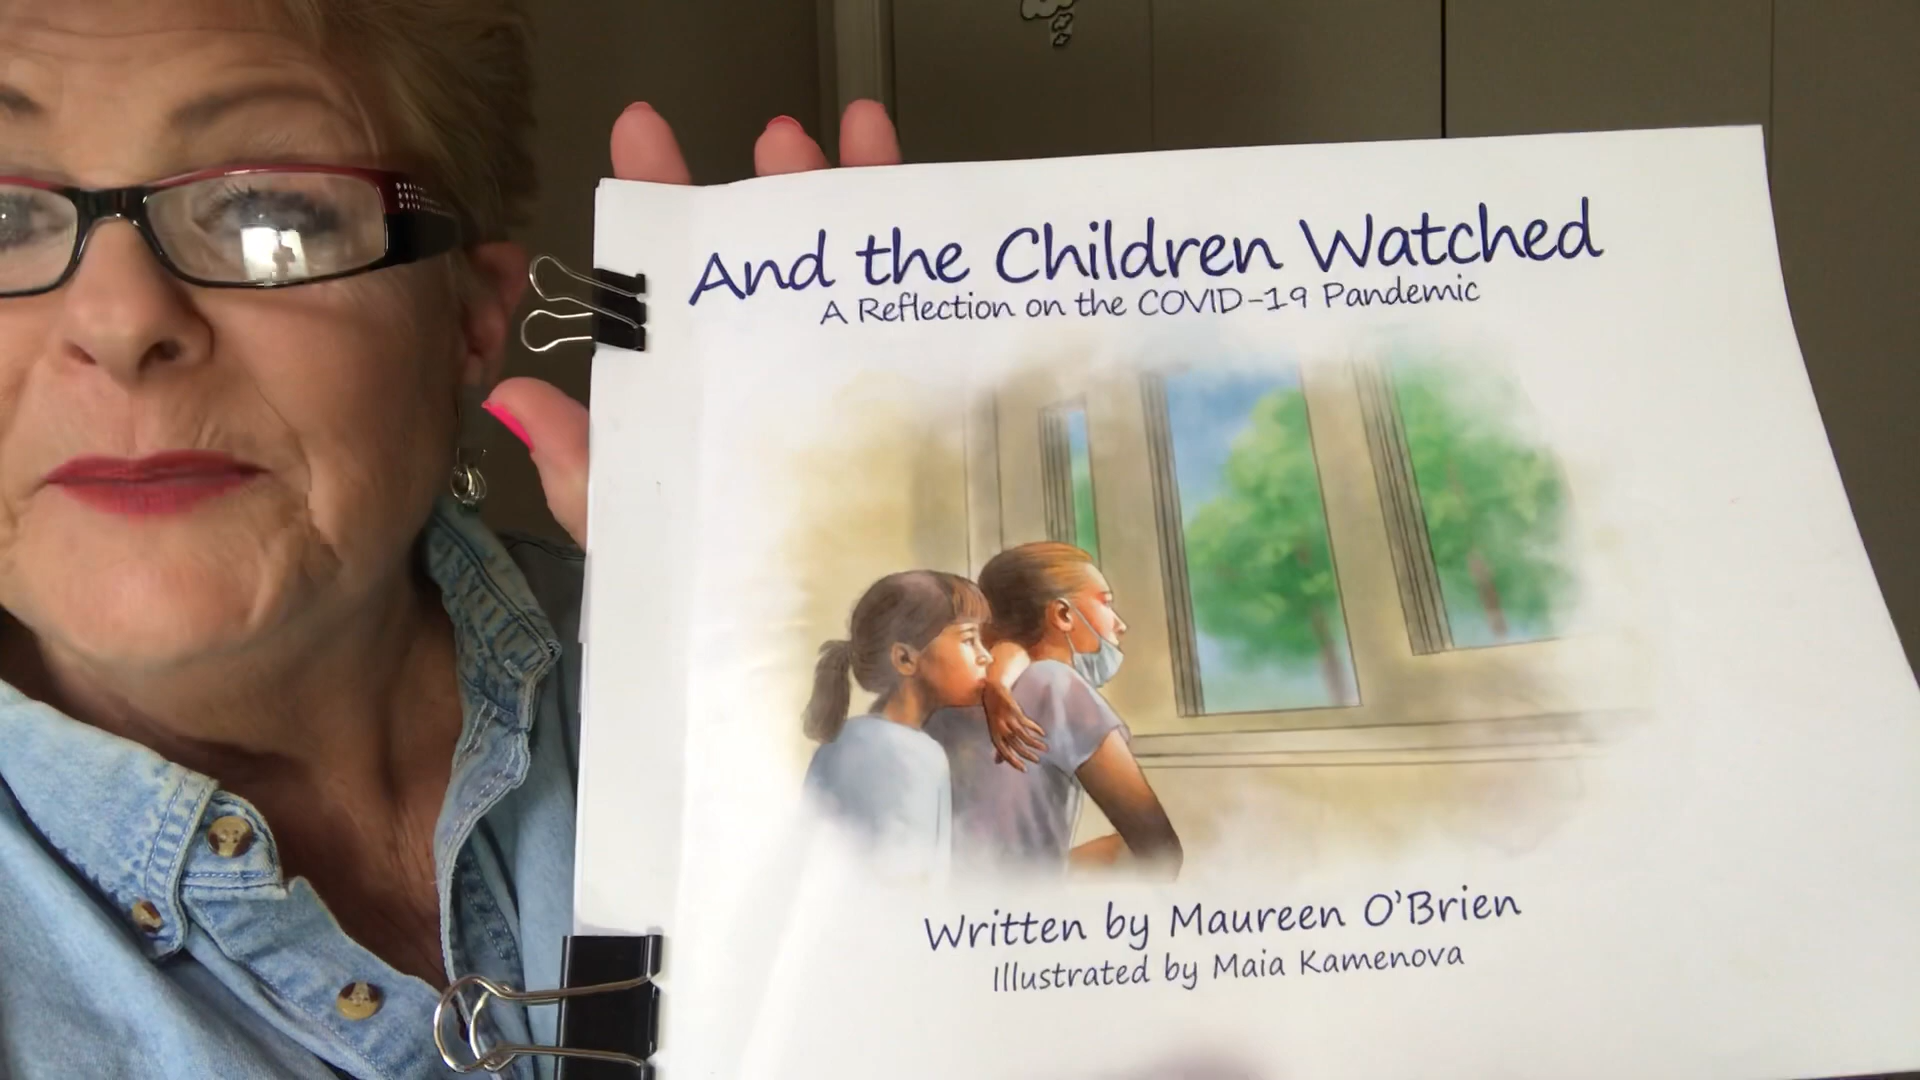 And the Children Watched
A Reflection on the COVID-19 Pandemic
Written by Maureen O'Brien
Illustrated by Maia Kamenova